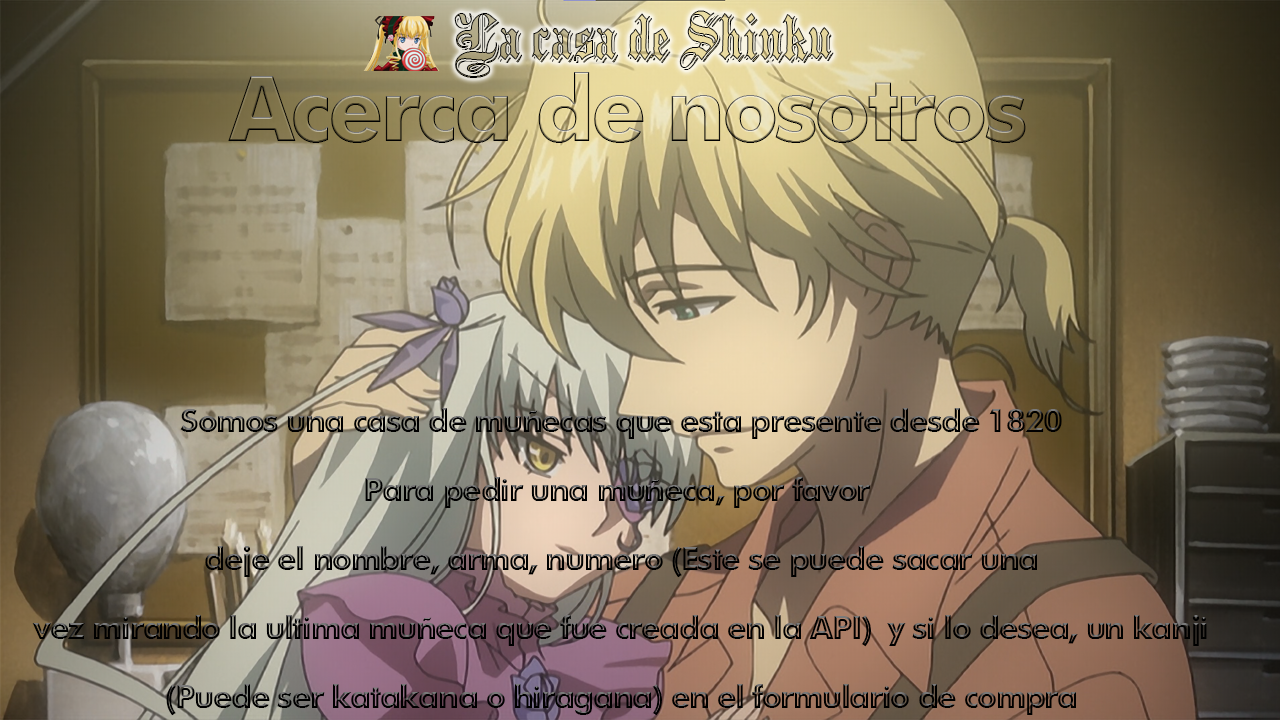 La casa de Shinku
Acerca de nosotros
Somos una casa de muñecas que esta presente desde 1820
Para pedir una muñeca, por favor
deje el nombre, arma, numero (Este se puede sacar una
vez mirando la ultima muñeca que fue creada en la API) y si lo desea, un kanji
(Puede ser katakana o hiragana) en el formulario de compra